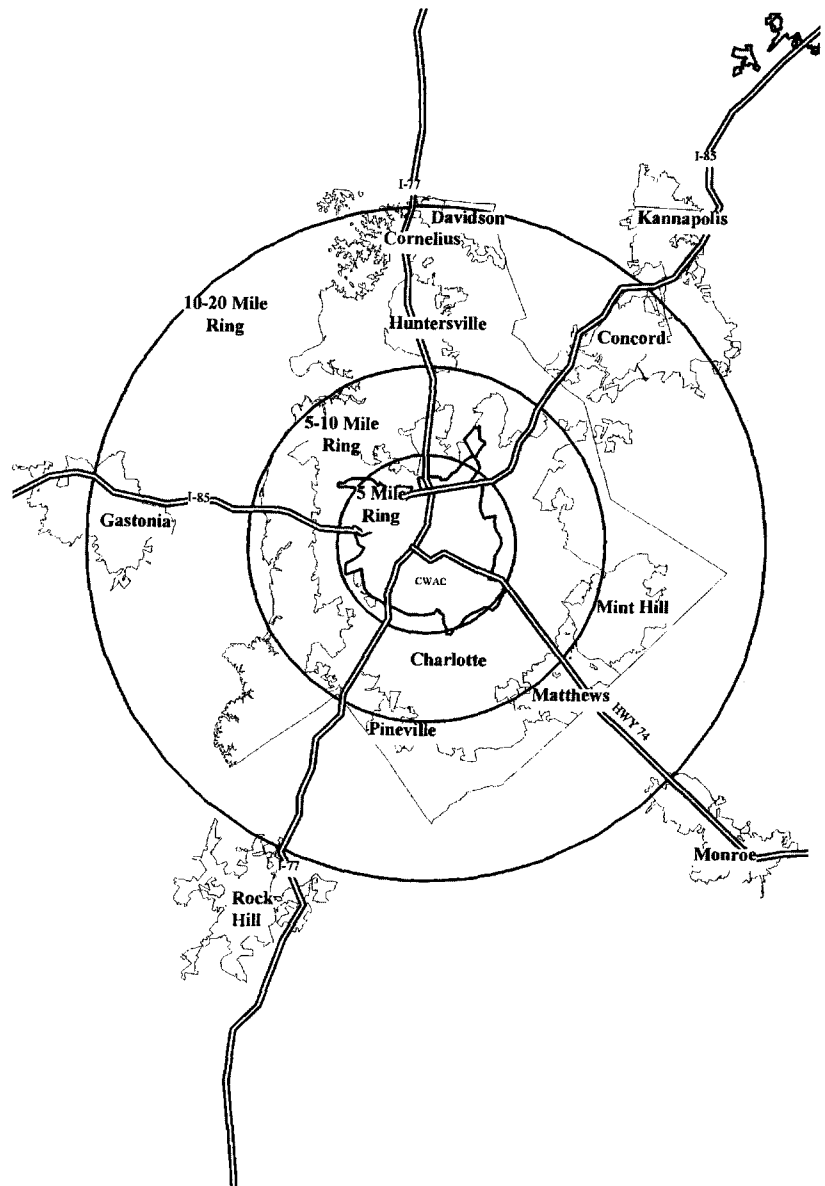 I-85
I-77
Davidson
Kannapolis
Cornelius
10-20 Mile
Ring
Huntersville
Concord
5-10 Mile
Ring
5 Mile
Ring
I-85
Gastonia
CWAC
Mint Hill
Charlotte
Matthews
HWY 74
Pineville
Monroe
I-77
Rock
Hill